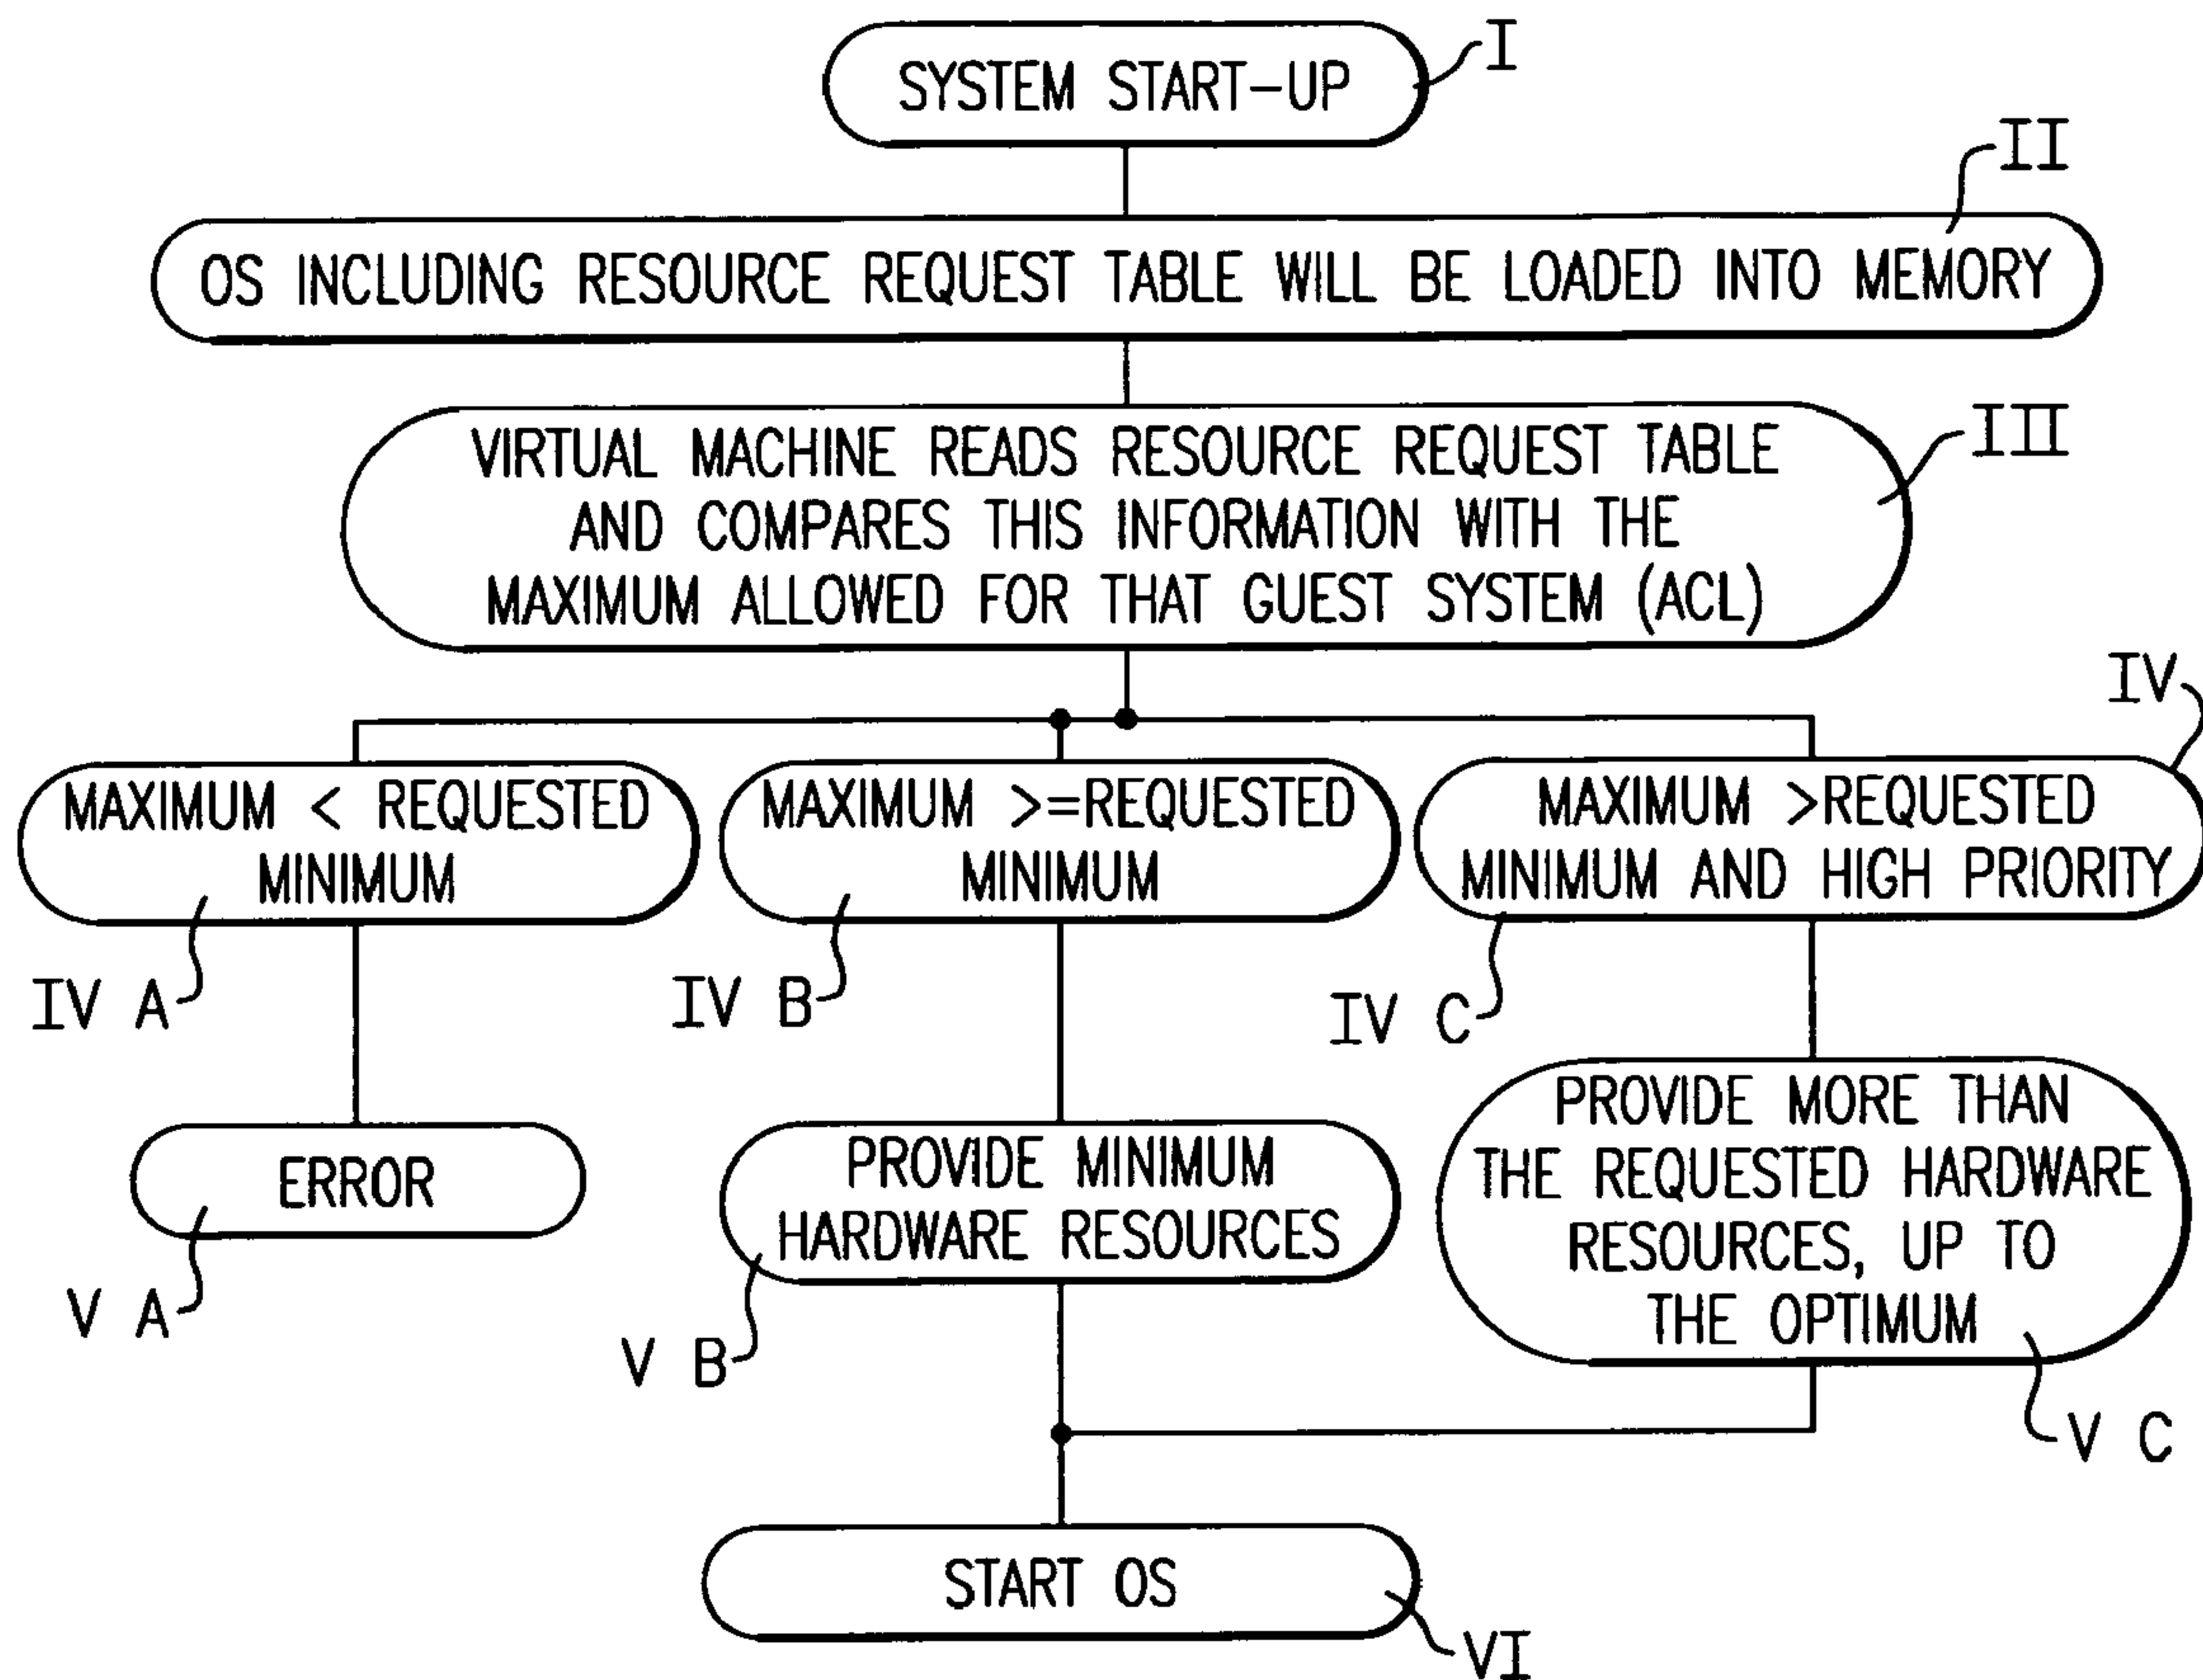 SYSTEM START-UP
I
II
OS INCLUDING RESOURCE REQUEST TABLE WILL BE LOADED INTO MEMORY
III
VIRTUAL MACHINE READS RESOURCE REQUEST TABLE
AND COMPARES THIS INFORMATION WITH THE
MAXIMUM ALLOWED FOR THAT GUEST SYSTEM (ACL)
IV
MAXIMUM < REQUESTED
MINIMUM
IV A
MAXIMUM >=REQUESTED
MINIMUM
IV B
MAXIMUM >REQUESTED
MINIMUM AND HIGH PRIORITY
IV C
ERROR
V A
PROVIDE MINIMUM
HARDWARE RESOURCES
V B
PROVIDE MORE THAN
THE REQUESTED HARDWARE
RESOURCES, UP TO
THE OPTIMUM
V C
START OS
VI